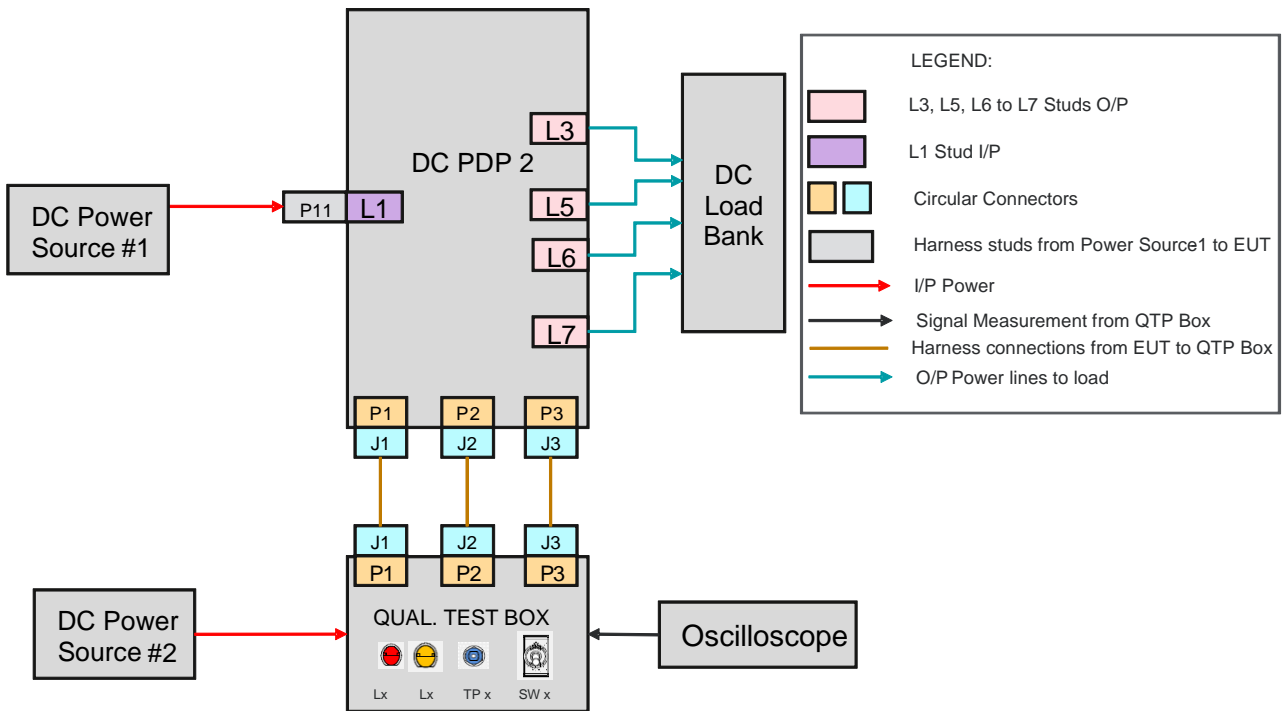 DC PDP 2
L3
L5
L6
L7
L1
P11
DC Power
Source #1
DC
Load
Bank
LEGEND:
L3, L5, L6 to L7 Studs O/P
L1 Stud I/P
Circular Connectors
Harness studs from Power Source1 to EUT
I/P Power
Signal Measurement from QTP Box
Harness connections from EUT to QTP Box
O/P Power lines to load
P1 P2 P3
J1 J2 J3
J1 J2 J3
P1 P2 P3
DC Power
Source #2
QUAL. TEST BOX
Lx Lx TP x SW x
Oscilloscope